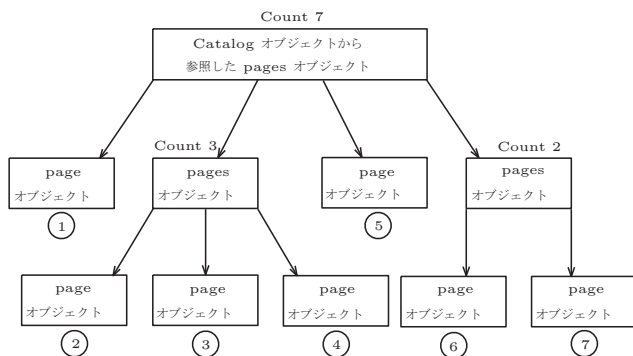 Count 7
Catalog オブジェクトから
参照した pages オブジェクト
Count 3
Count 2
page
オブジェクト
1
pages
オブジェクト
page
オブジェクト
5
pages
オブジェクト
page
オブジェクト
2
page
オブジェクト
3
page
オブジェクト
4
page
オブジェクト
6
page
オブジェクト
7